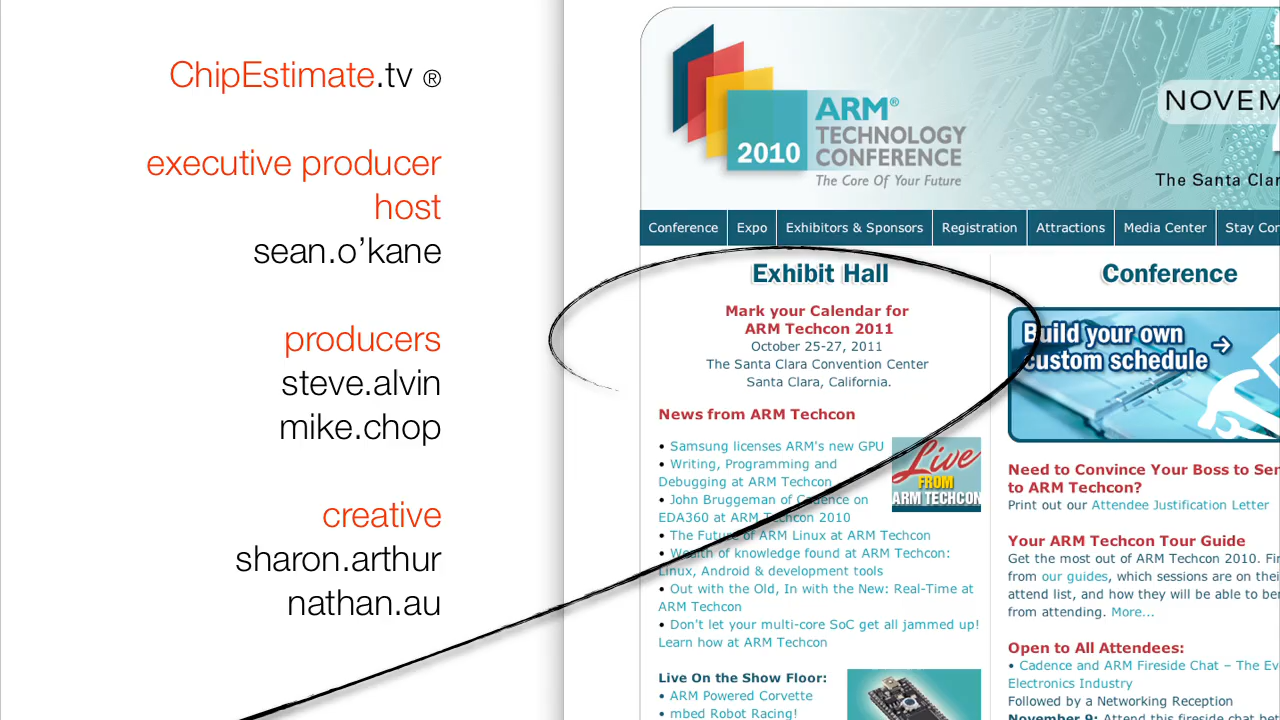 ChipEstimate.tv ®
executive producer
host
sean.o’kane
producers
steve.alvin
mike.chop
creative
sharon.arthur
nathan.au
2010
ARM®
TECHNOLOGY
CONFERENCE
The Core Of Your Future
The Santa
Conference
Expo
Exhibitors & Sponsors
Registration
Attractions
Media Center
Stay
Exhibit Hall
Mark your Calendar for
ARM Techcon 2011
October 25-27, 2011
The Santa Clara Convention Center
Santa Clara, California.
News from ARM Techcon
• Samsung licenses ARM's new GPU
• Writing, Programming and
Debugging at ARM Techcon
• John Bruggeman of Cadence on
EDA360 at ARM Techcon 2010
• The Future of ARM Linux at ARM Techcon
• Wealth of knowledge found at ARM Techcon:
Linux, Android & development tools
• Out with the Old, In with the New: Real-Time at
ARM Techcon
• Don't let your multi-core SoC get all jammed up!
Learn how at ARM Techcon
Live
FROM
ARM TECHCON
Live On the Show Floor:
• ARM Powered Corvette
• mbed Robot Racing!
Conference
Build your own
custom schedule
Need to Convince Your Boss to
to ARM Techcon?
Print out our Attendee Justification Letter
Your ARM Techcon Tour Guide
Get the most out of ARM Techcon 2010.
from our guides, which sessions are on
attend list, and how they will be able to
from attending. More...
Open to All Attendees:
• Cadence and ARM Fireside Chat – The
Electronics Industry
Followed by a Networking Reception
November 9: Attend this fireside chat